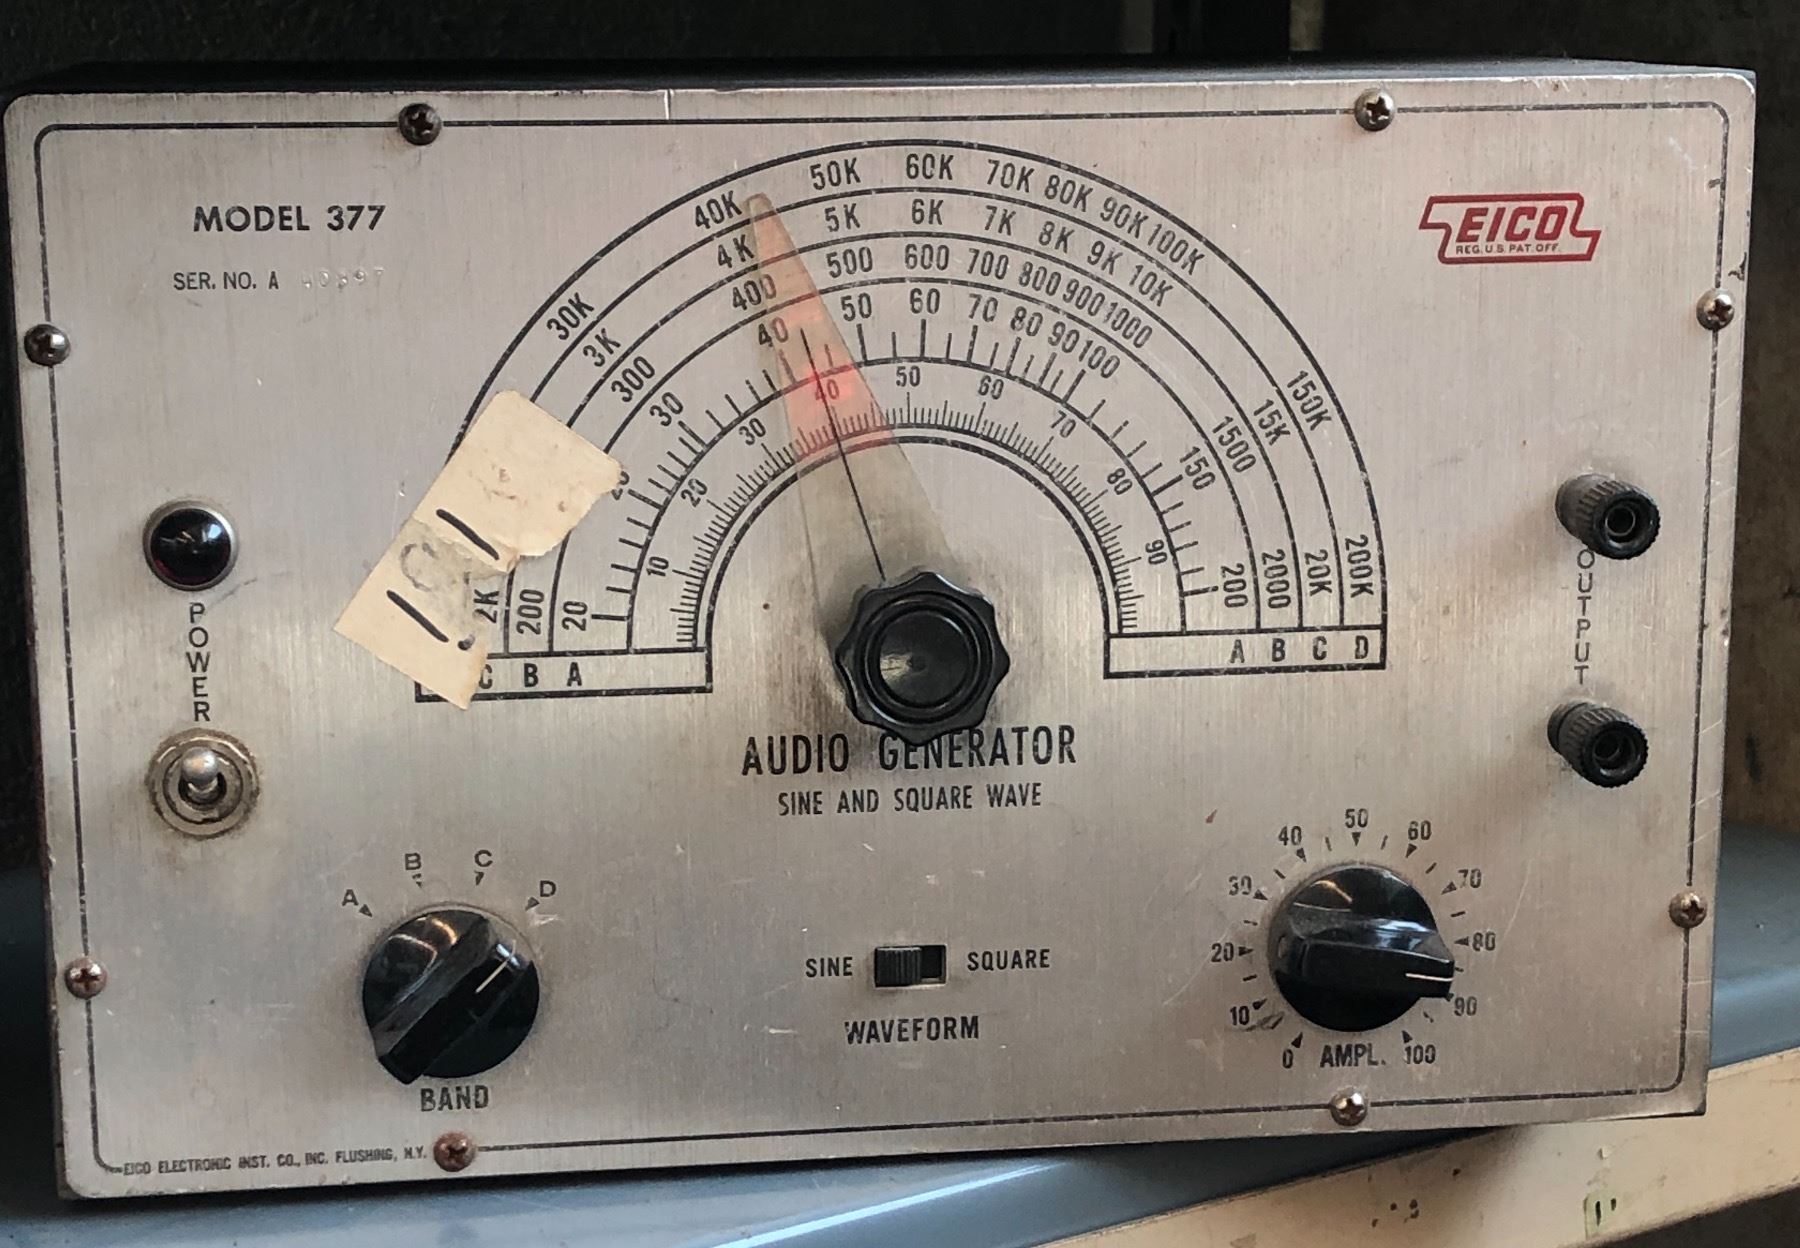 MODEL 377
SER. NO. A
EICO
REG. U.S. PAT. OFF.
30K 40K 50K 60K 70K 80K 90K 100K 150K 200K
2K 3K 4K 5K 6K 7K 8K 9K 10K 15K 20K
200 300 400 500 600 700 800 900 1000 1500 2000
20 30 40 50 60 70 80 90 100 150 200
10 20 30 40 50 60 70 80 90
C B A
A B C D
POWER
OUTPUT
AUDIO GENERATOR
SINE AND SQUARE WAVE
A B C D
BAND
SINE SQUARE
WAVEFORM
0 10 20 30 40 50 60 70 80 90 100
AMPL.
EICO ELECTRONIC INST. CO., INC. FLUSHING, N.Y.